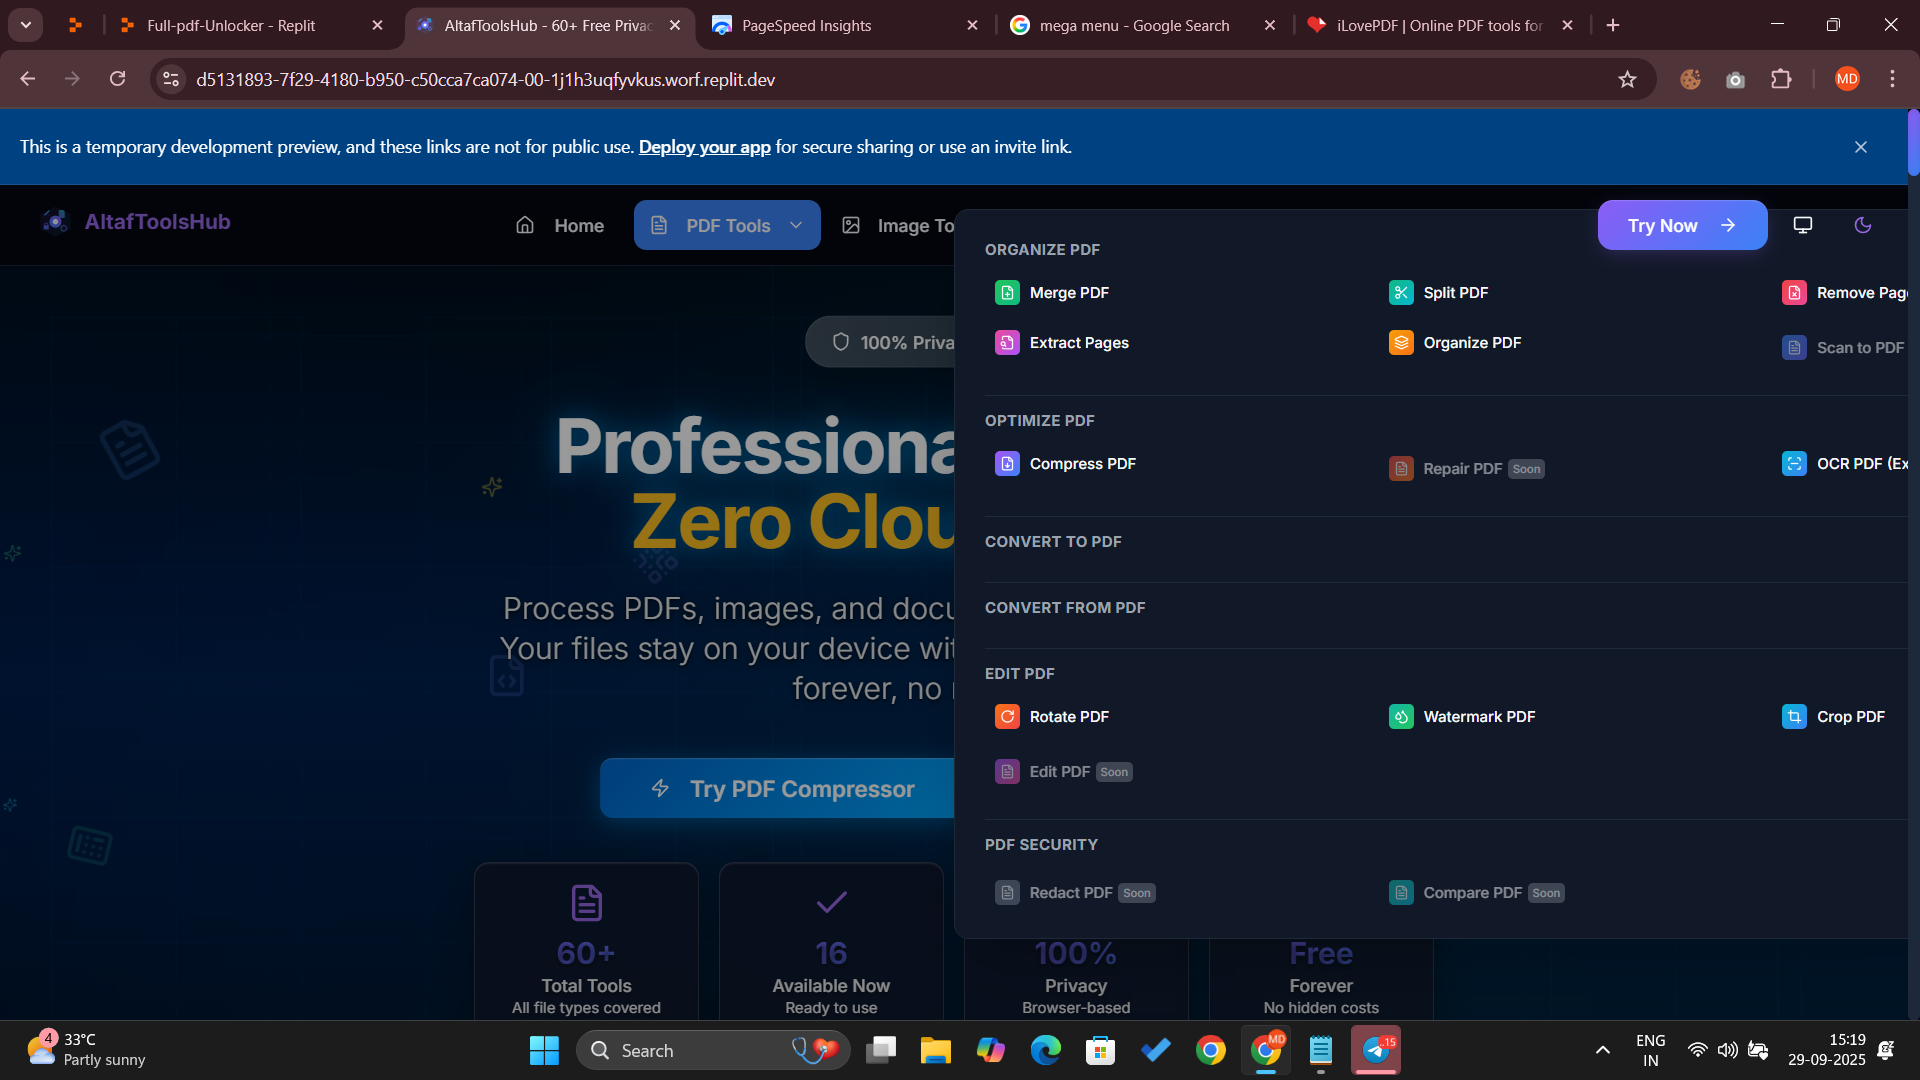 Full-pdf-Unlocker - Replit
AltafToolsHub - 60+ Free Privac
PageSpeed Insights
mega menu - Google Search
iLovePDF | Online PDF tools for
d5131893-7f29-4180-b950-c50cca7ca074-00-1j1h3uqfyvkus.worf.replit.dev
MD
This is a temporary development preview, and these links are not for public use. Deploy your app for secure sharing or use an invite link.
AltafToolsHub
Home
PDF Tools
Image To
Try Now
ORGANIZE PDF
Merge PDF
Split PDF
Remove Pag
Extract Pages
Organize PDF
Scan to PDF
OPTIMIZE PDF
Compress PDF
Repair PDF Soon
OCR PDF (Ex
CONVERT TO PDF
CONVERT FROM PDF
EDIT PDF
Rotate PDF
Watermark PDF
Crop PDF
Edit PDF Soon
PDF SECURITY
Redact PDF Soon
Compare PDF Soon
100% Priva
Professiona
Zero Clou
Process PDFs, images, and docu
Your files stay on your device wi
forever, no
Try PDF Compressor
60+
Total Tools
All file types covered
16
Available Now
Ready to use
100%
Privacy
Browser-based
Free
Forever
No hidden costs
4
33°C
Partly sunny
Search
MD
..15
ENG
IN
15:19
29-09-2025